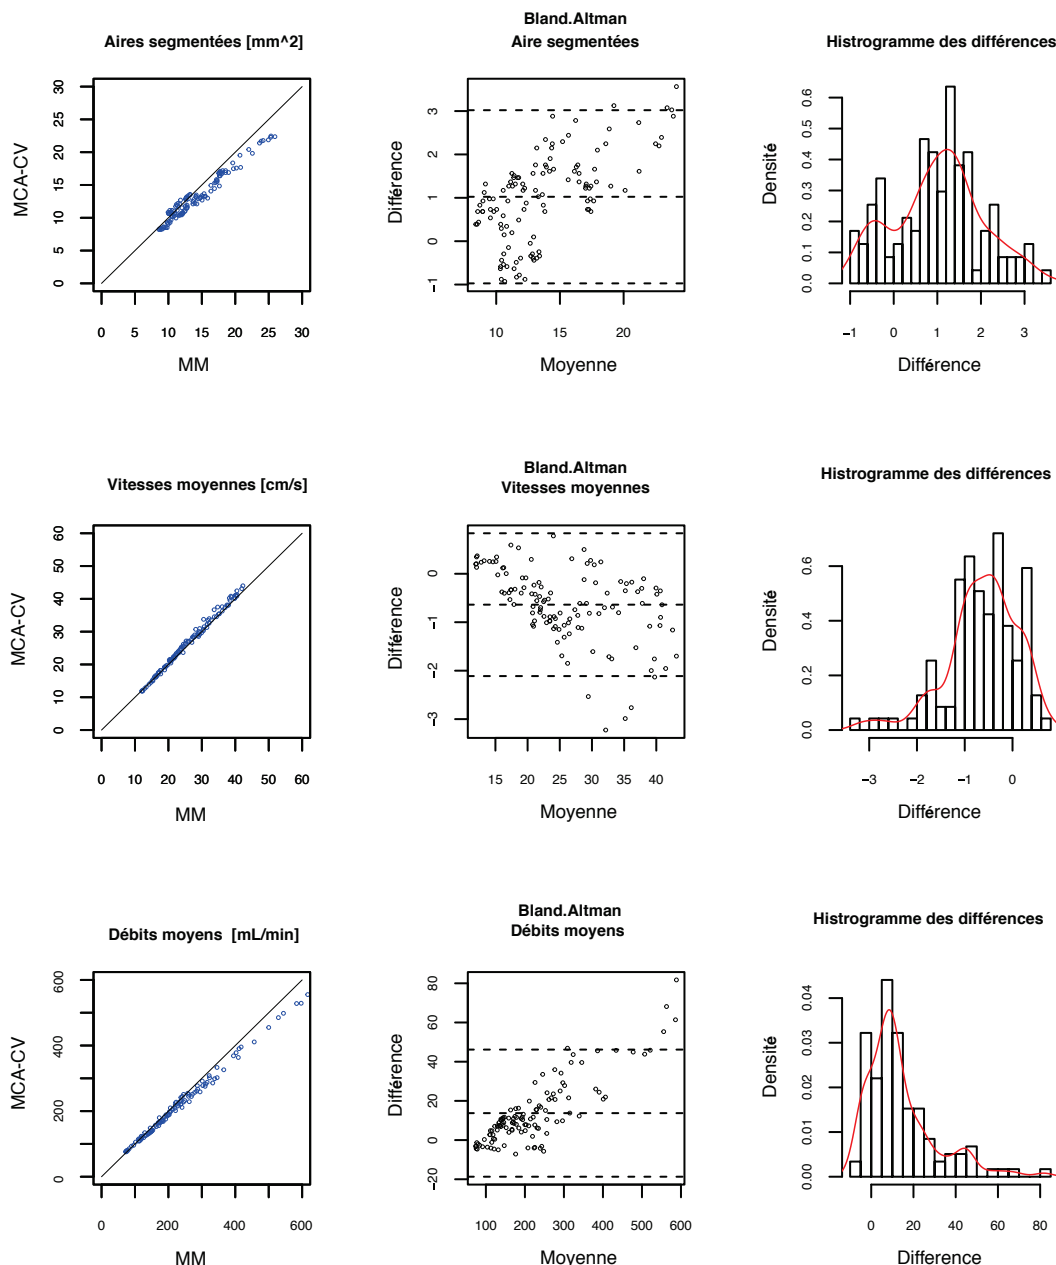 Aires segmentées [mm^2]
MCA-CV
30
25
20
15
10
5
0
0 5 10 15 20 25 30
MM
Bland.Altman
Aire segmentées
Différence
3
2
1
0
−1
10 15 20
Moyenne
Histrogramme des différences
Densité
0.6
0.5
0.4
0.3
0.2
0.1
0.0
−1 0 1 2 3
Différence
Vitesses moyennes [cm/s]
MCA-CV
60
50
40
30
20
10
0
0 10 20 30 40 50 60
MM
Bland.Altman
Vitesses moyennes
Différence
0
−1
−2
−3
15 20 25 30 35 40
Moyenne
Histrogramme des différences
Densité
0.6
0.4
0.2
0.0
−3 −2 −1 0
Différence
Débits moyens [mL/min]
MCA-CV
600
400
200
0
0 200 400 600
MM
Bland.Altman
Débits moyens
Différence
80
60
40
20
0
−20
100 200 300 400 500 600
Moyenne
Histrogramme des différences
Densité
0.04
0.03
0.02
0.01
0.00
0 20 40 60 80
Difference